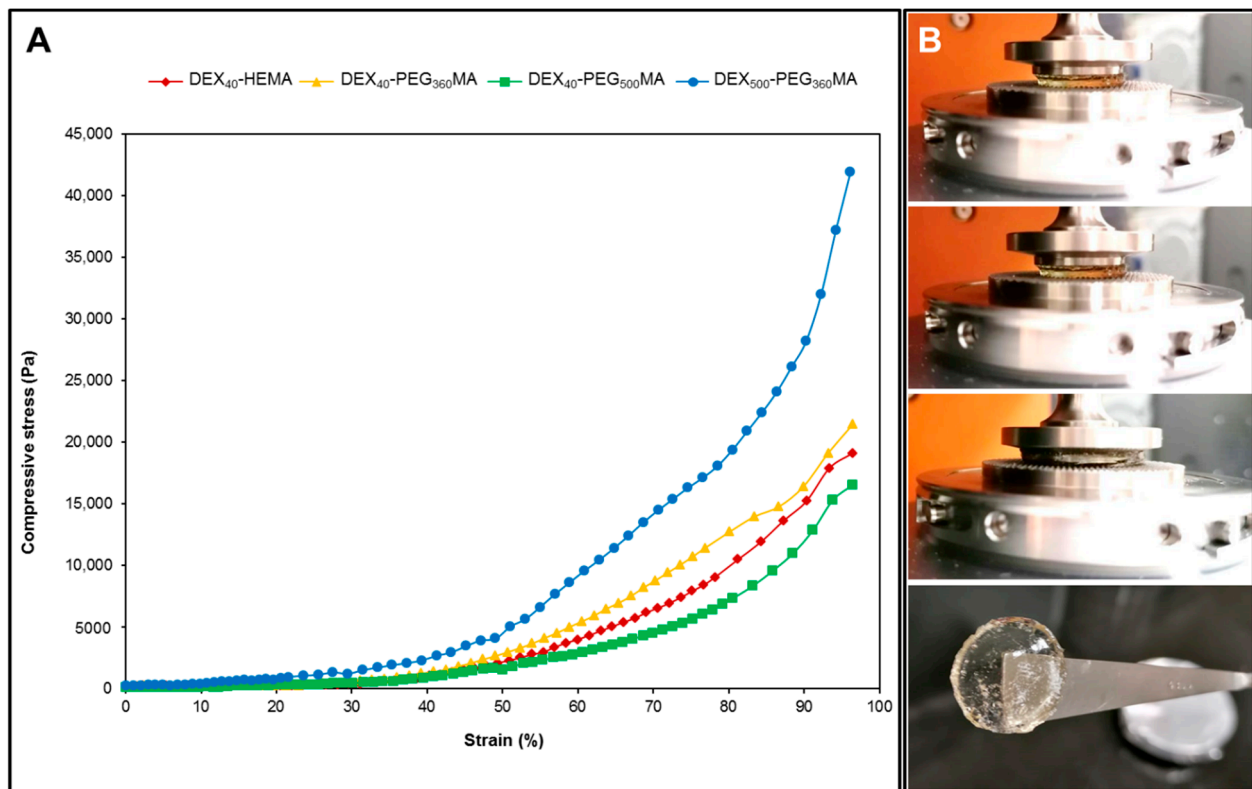 A
DEX₄₀-HEMA DEX₄₀-PEG₃₆₀MA DEX₄₀-PEG₅₀₀MA DEX₅₀₀-PEG₃₆₀MA
45,000
40,000
35,000
30,000
25,000
20,000
15,000
10,000
5000
0
Compressive stress (Pa)
0 10 20 30 40 50 60 70 80 90 100
Strain (%)
B